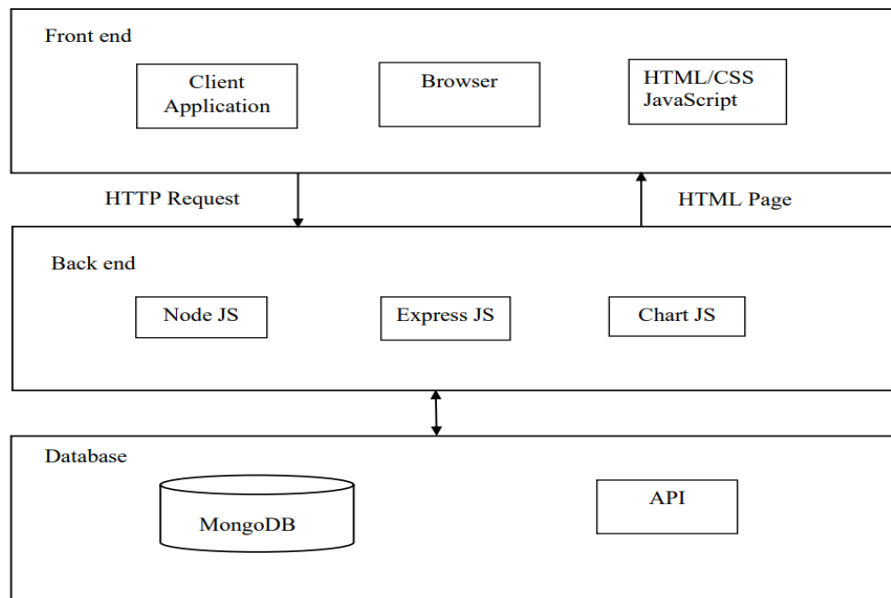 Front end
Client
Application
Browser
HTML/CSS
JavaScript
HTTP Request
HTML Page
Back end
Node JS
Express JS
Chart JS
Database
MongoDB
API